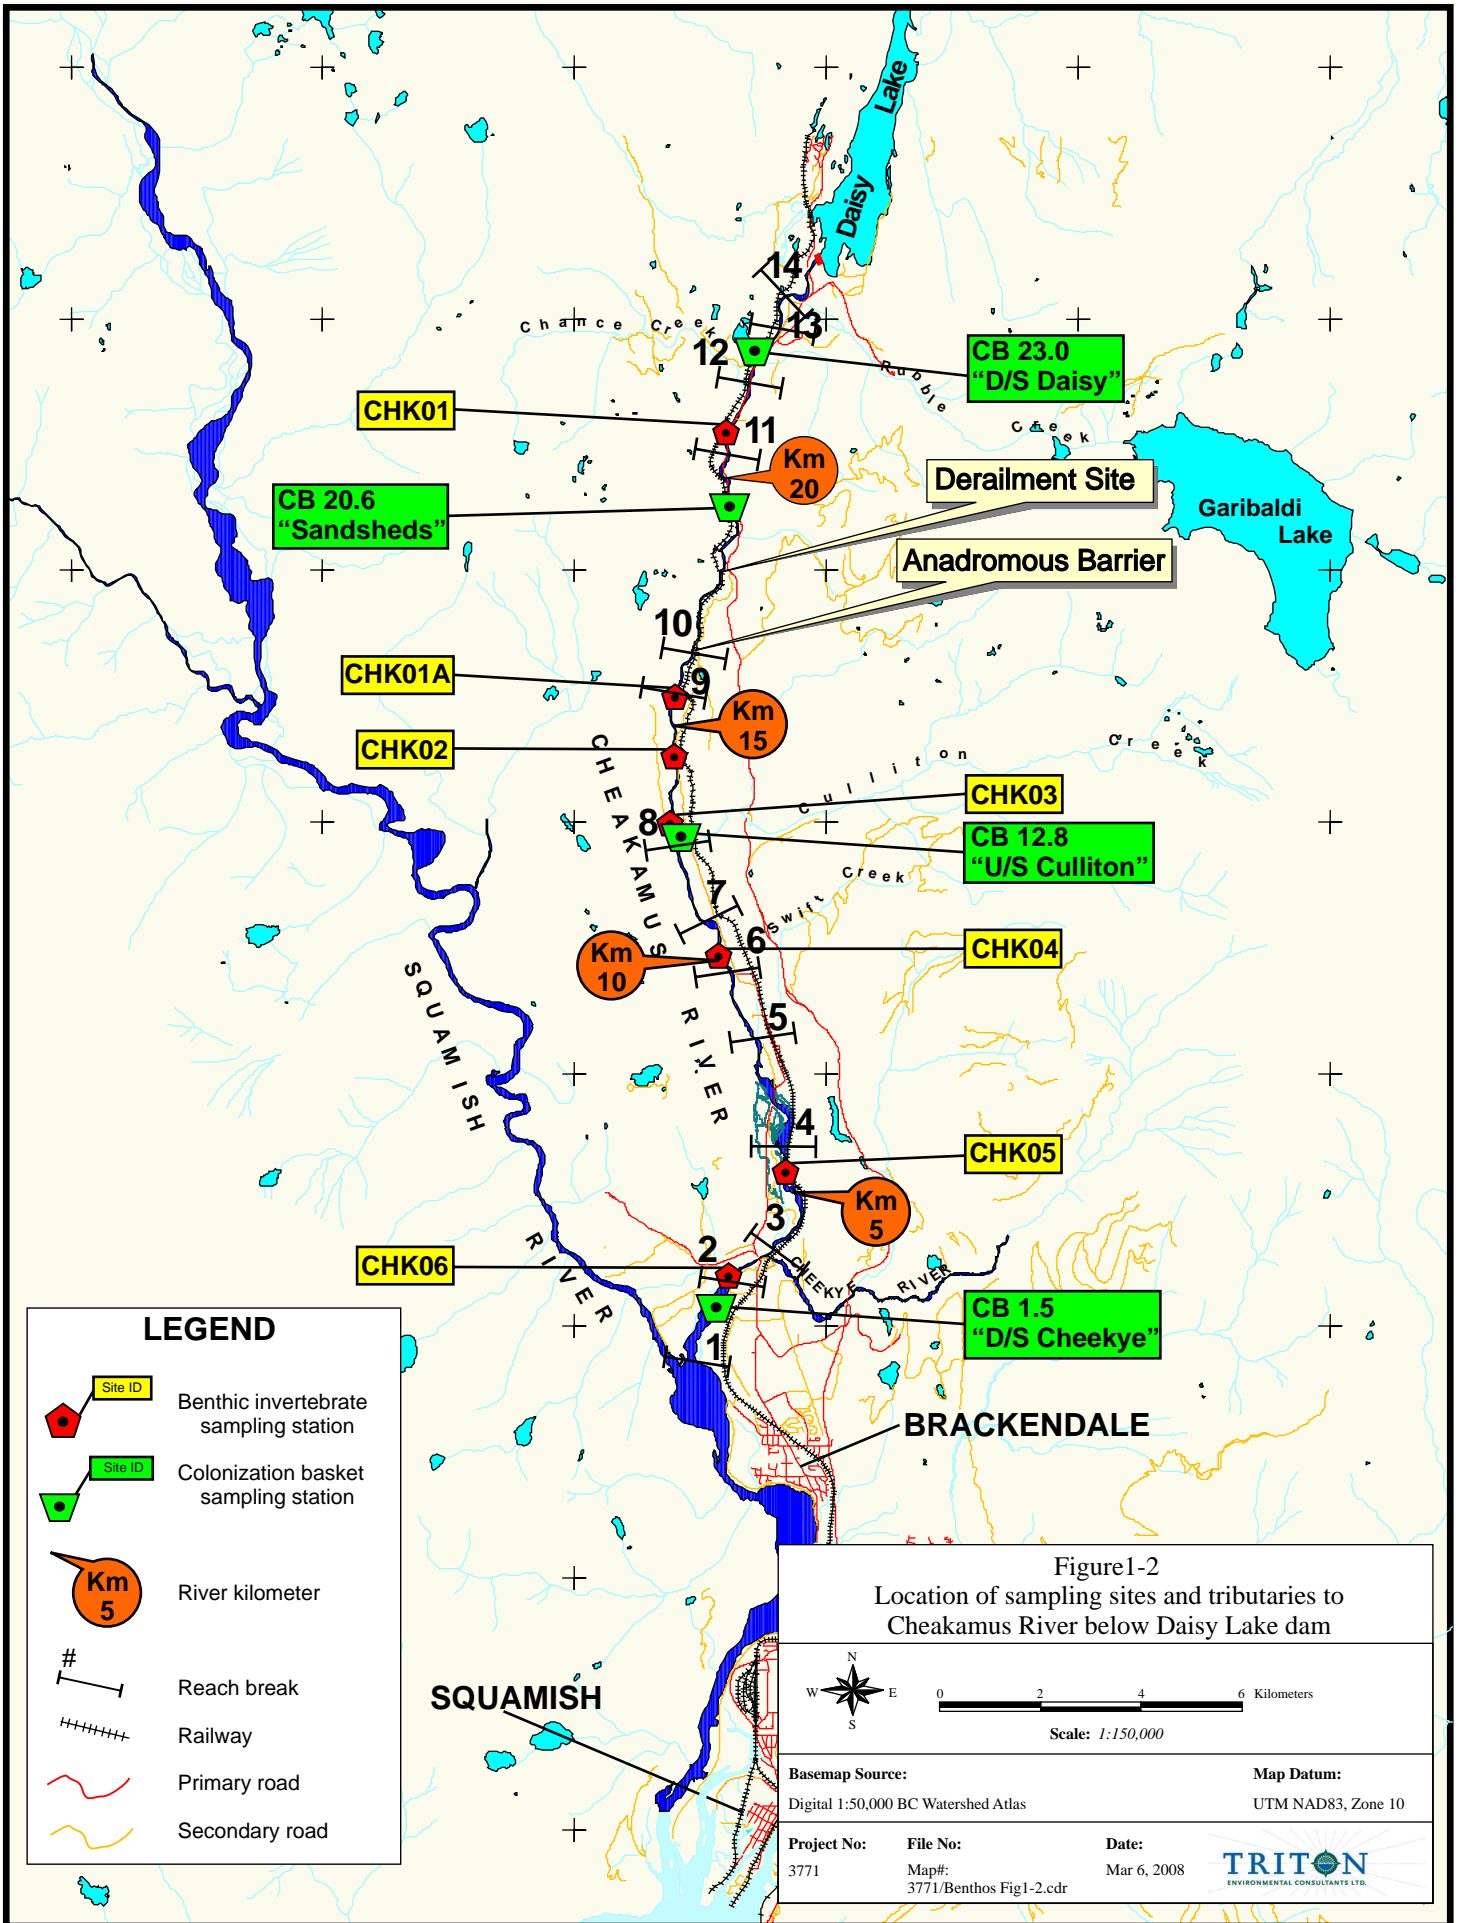 Daisy Lake
14
13
Chance Creek
12
CB 23.0
“D/S Daisy”
Rubble Creek
CHK01
11
Km
20
Derailment Site
CB 20.6
“Sandsheds”
Garibaldi
Lake
Anadromous Barrier
10
CHK01A
9
Km
15
CHK02
CHEAKAMUS RIVER
Culliton Creek
CHK03
8
CB 12.8
“U/S Culliton”
Swift Creek
7
6
CHK04
Km
10
SQUAMISH RIVER
5
4
CHK05
Km
5
3
2
CHK06
CHEEKYE RIVER
CB 1.5
“D/S Cheekye”
1
BRACKENDALE
SQUAMISH
LEGEND
Site ID
Benthic invertebrate
sampling station
Site ID
Colonization basket
sampling station
Km
5
River kilometer
#
Reach break
Railway
Primary road
Secondary road
Figure1-2
Location of sampling sites and tributaries to
Cheakamus River below Daisy Lake dam
N
W E
S
0 2 4 6 Kilometers
Scale: 1:150,000
Basemap Source:
Digital 1:50,000 BC Watershed Atlas
Map Datum:
UTM NAD83, Zone 10
Project No:
3771
File No:
Map#:
3771/Benthos Fig1-2.cdr
Date:
Mar 6, 2008
TRITON
ENVIRONMENTAL CONSULTANTS LTD.